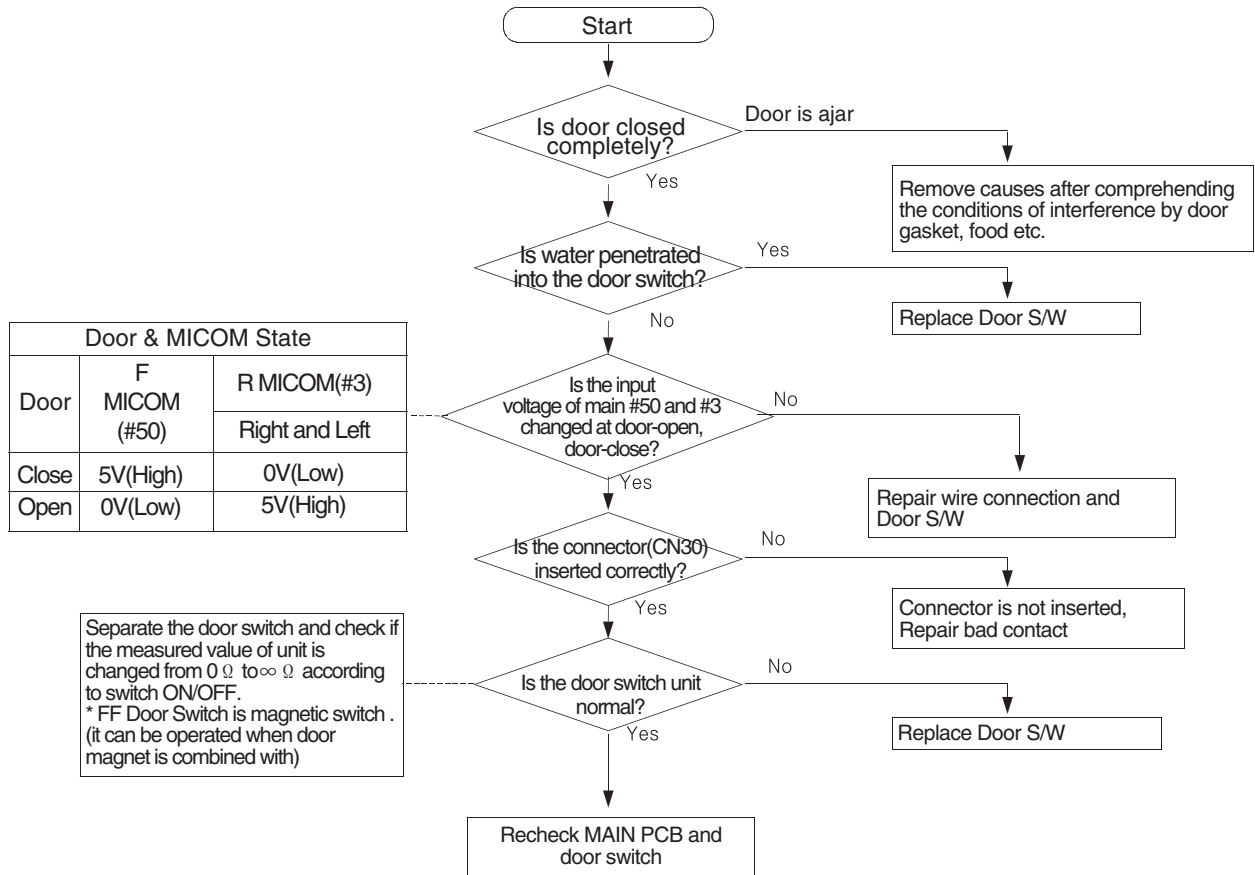 Start
Is door closed
completely?
Door is ajar
Yes
Remove causes after comprehending
the conditions of interference by door
gasket, food etc.
Is water penetrated
into the door switch?
Yes
No
Replace Door S/W
Door & MICOM State
Door
F
MICOM
(#50)
R MICOM(#3)
Right and Left
Close
5V(High)
0V(Low)
Open
0V(Low)
5V(High)
Is the input
voltage of main #50 and #3
changed at door-open,
door-close?
No
Yes
Repair wire connection and
Door S/W
Is the connector(CN30)
inserted correctly?
No
Yes
Connector is not inserted,
Repair bad contact
Separate the door switch and check if
the measured value of unit is
changed from 0 Ω to∞ Ω according
to switch ON/OFF.
* FF Door Switch is magnetic switch .
(it can be operated when door
magnet is combined with)
Is the door switch unit
normal?
No
Yes
Replace Door S/W
Recheck MAIN PCB and
door switch